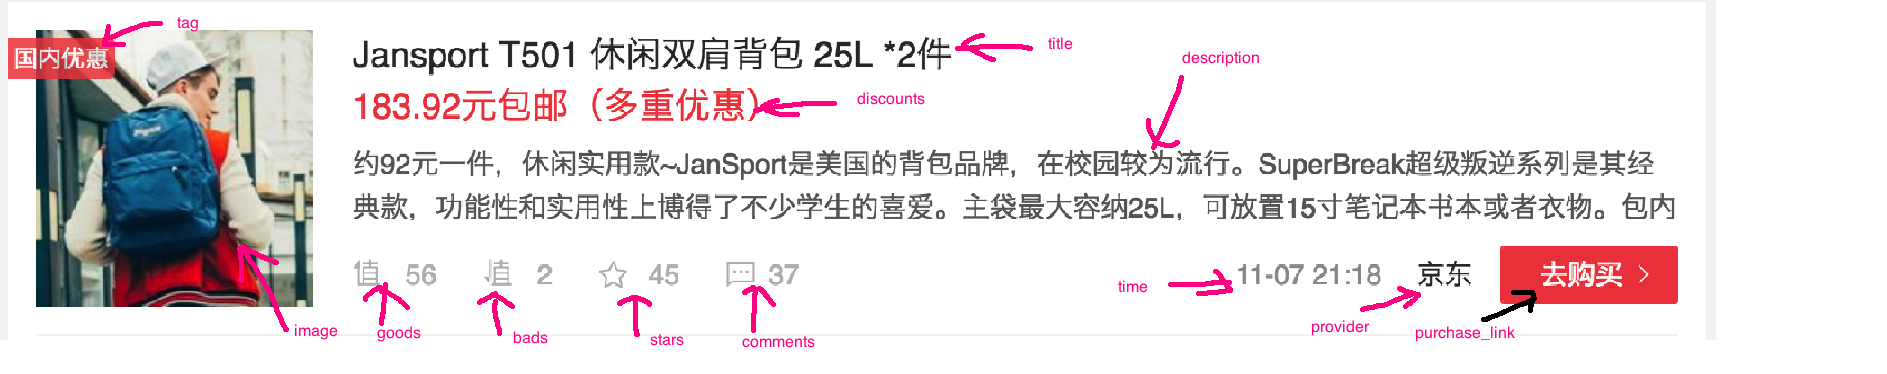 tag
国内优惠
Jansport T501 休闲双肩背包 25L *2件
title
description
183.92元包邮（多重优惠）
discounts
约92元一件，休闲实用款~JanSport是美国的背包品牌，在校园较为流行。SuperBreak超级叛逆系列是其经
典款，功能性和实用性上博得了不少学生的喜爱。主袋最大容纳25L，可放置15寸笔记本书本或者衣物。包内
值 56 值 2 45 37
time
11-07 21:18 京东 去购买 >
image
goods
bads
stars
comments
provider
purchase_link